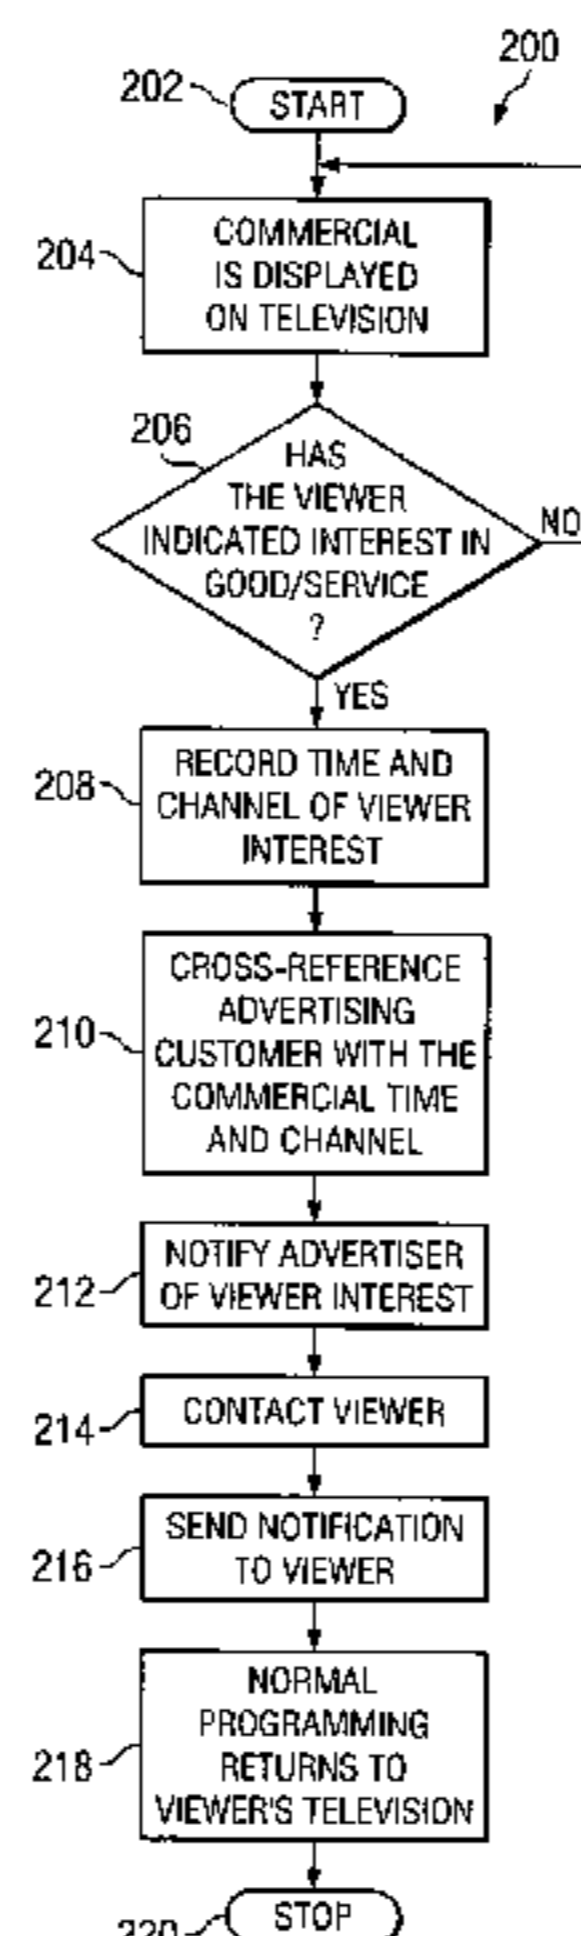 200
202
START
204
COMMERCIAL
IS DISPLAYED
ON TELEVISION
206
HAS
THE VIEWER
INDICATED INTEREST IN
GOOD/SERVICE
?
NO
YES
208
RECORD TIME AND
CHANNEL OF VIEWER
INTEREST
210
CROSS-REFERENCE
ADVERTISING
CUSTOMER WITH THE
COMMERCIAL TIME
AND CHANNEL
212
NOTIFY ADVERTISER
OF VIEWER INTEREST
214
CONTACT VIEWER
216
SEND NOTIFICATION
TO VIEWER
218
NORMAL
PROGRAMMING
RETURNS TO
VIEWER'S TELEVISION
220
STOP